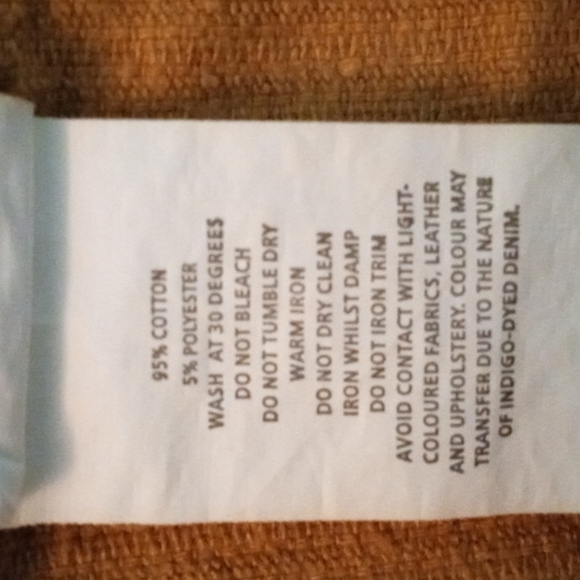 95% COTTON
5% POLYESTER
WASH AT 30 DEGREES
DO NOT BLEACH
DO NOT TUMBLE DRY
WARM IRON
DO NOT DRY CLEAN
IRON WHILST DAMP
DO NOT IRON TRIM
AVOID CONTACT WITH LIGHT-
COLOURED FABRICS, LEATHER
AND UPHOLSTERY. COLOUR MAY
TRANSFER DUE TO THE NATURE
OF INDIGO-DYED DENIM.